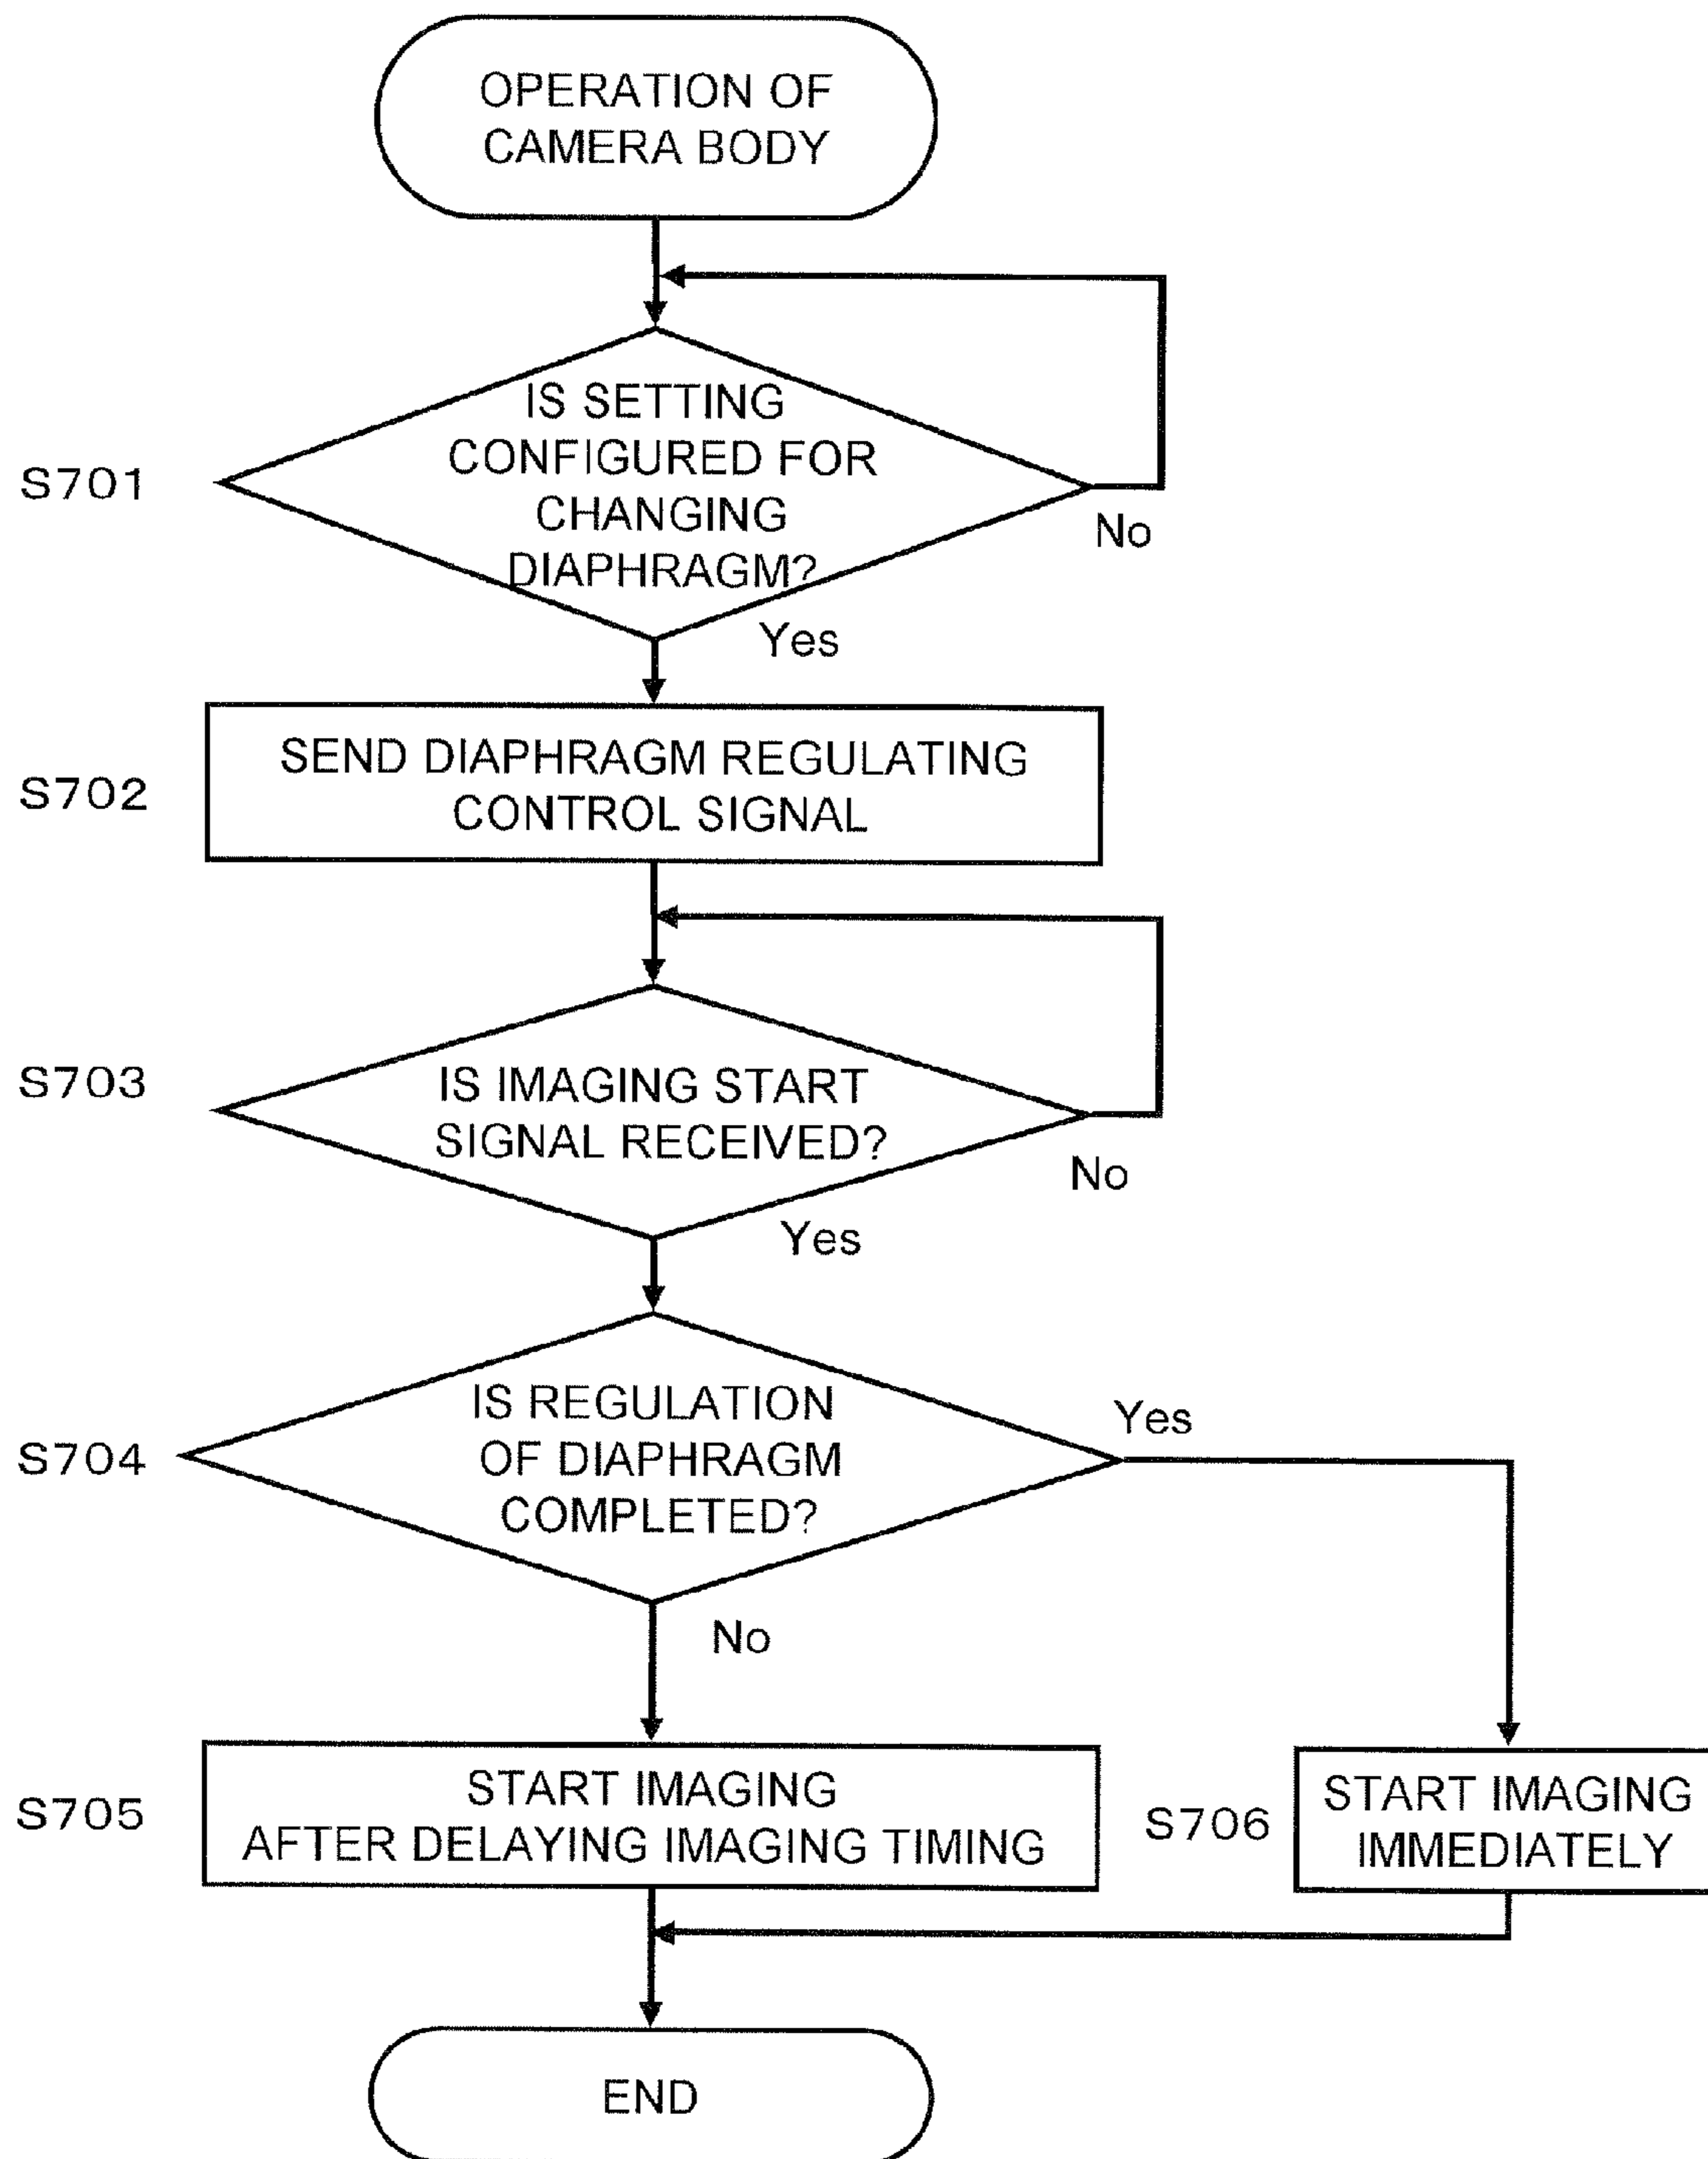 OPERATION OF
CAMERA BODY
IS SETTING
CONFIGURED FOR
CHANGING
DIAPHRAGM?
S701
No
Yes
SEND DIAPHRAGM REGULATING
CONTROL SIGNAL
S702
IS IMAGING START
SIGNAL RECEIVED?
S703
No
Yes
IS REGULATION
OF DIAPHRAGM
COMPLETED?
S704
Yes
No
START IMAGING
AFTER DELAYING IMAGING TIMING
S705
START IMAGING
IMMEDIATELY
S706
END